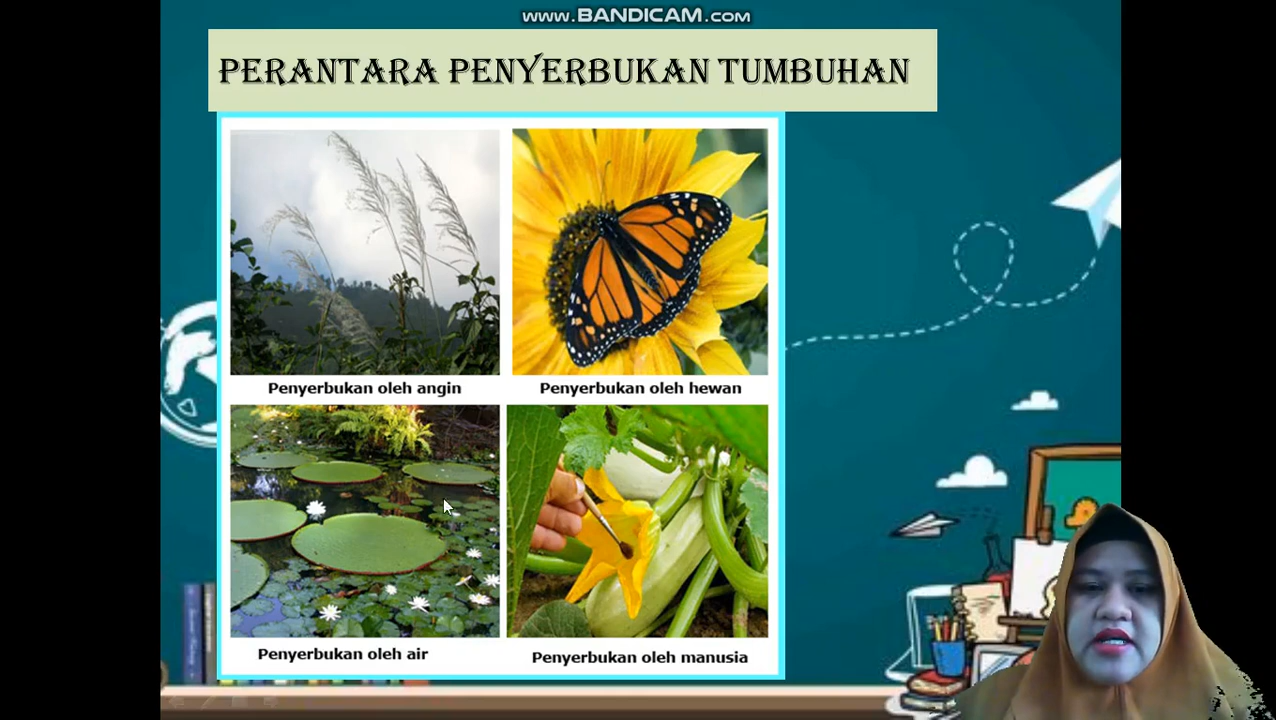 www.BANDICAM.com
PERANTARA PENYERBUKAN TUMBUHAN
Penyerbukan oleh angin
Penyerbukan oleh hewan
Penyerbukan oleh air
Penyerbukan oleh manusia